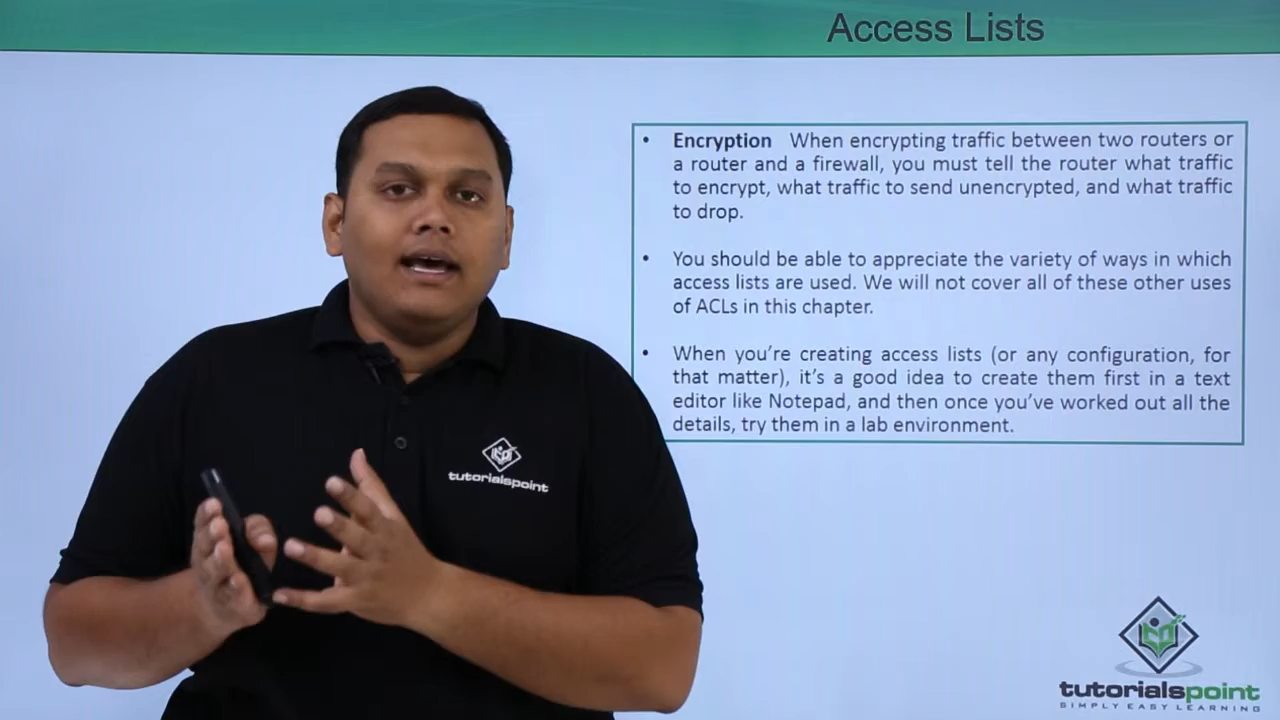 Access Lists
• Encryption When encrypting traffic between two routers or
a router and a firewall, you must tell the router what traffic
to encrypt, what traffic to send unencrypted, and what traffic
to drop.
• You should be able to appreciate the variety of ways in which
access lists are used. We will not cover all of these other uses
of ACLs in this chapter.
• When you’re creating access lists (or any configuration, for
that matter), it’s a good idea to create them first in a text
editor like Notepad, and then once you’ve worked out all the
details, try them in a lab environment.
tutorialspoint
tutorialspoint
SIMPLY EASY LEARNING